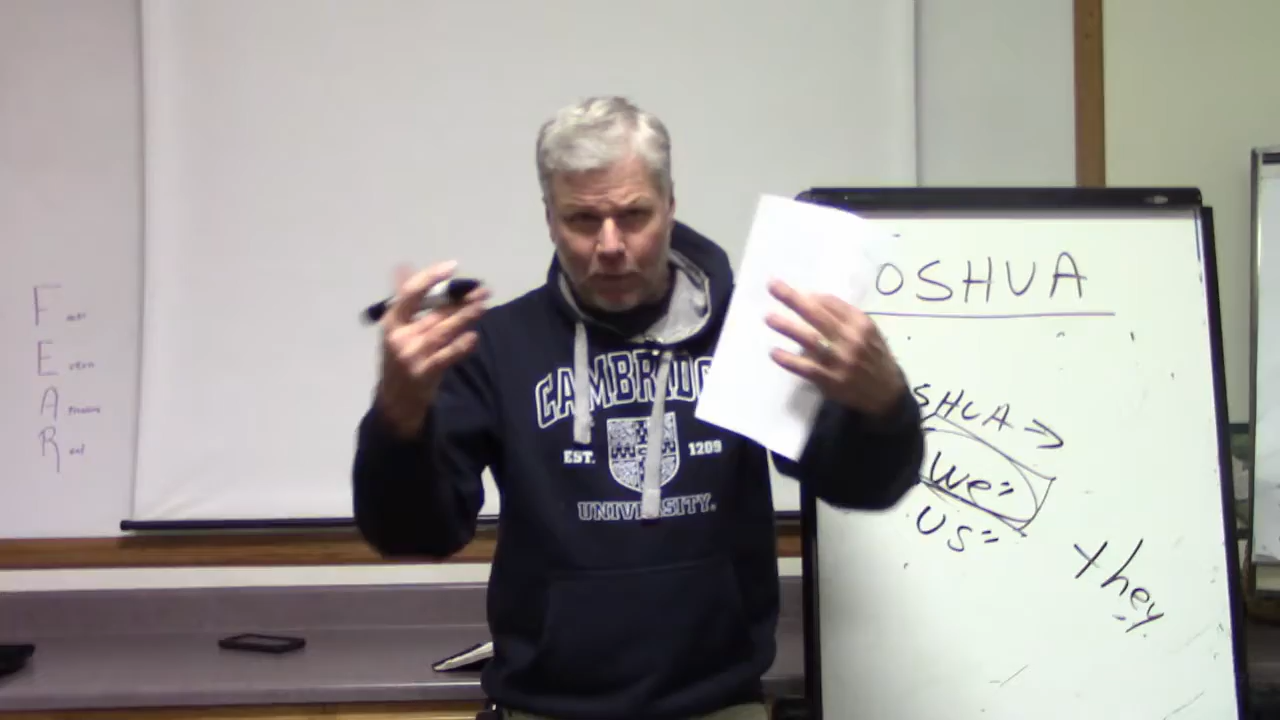 F
E
A
R
CAMBRIDG
EST. 1209
UNIVERSITY.
OSHUA
SHUA →
"We"
"US"
they